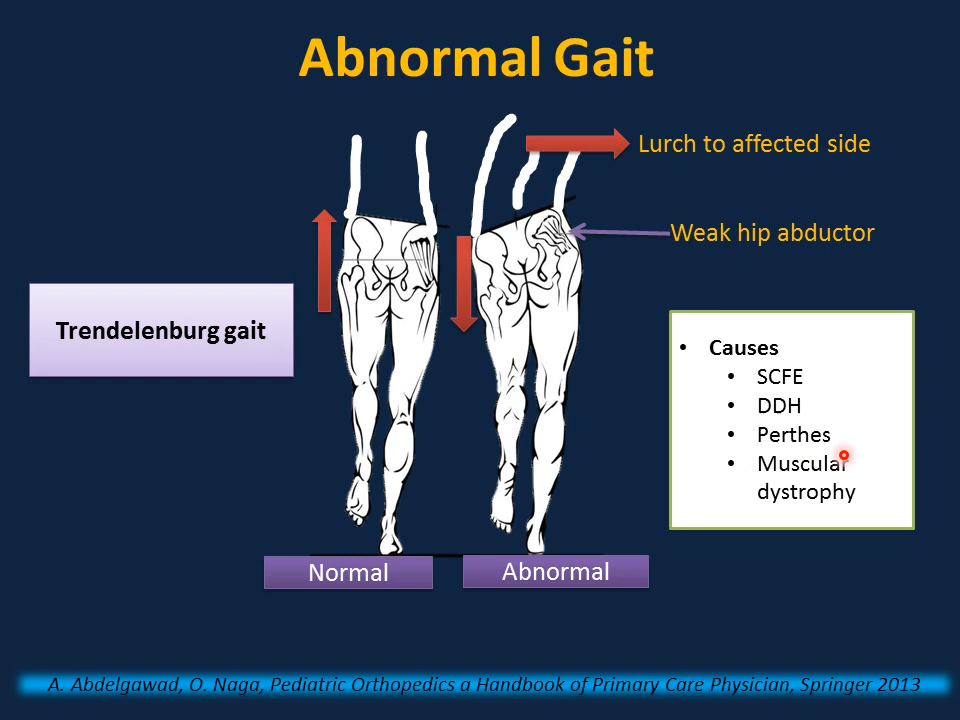 Abnormal Gait
Lurch to affected side
Weak hip abductor
Trendelenburg gait
• Causes
• SCFE
• DDH
• Perthes
• Muscular
dystrophy
Normal
Abnormal
A. Abdelgawad, O. Naga, Pediatric Orthopedics a Handbook of Primary Care Physician, Springer 2013